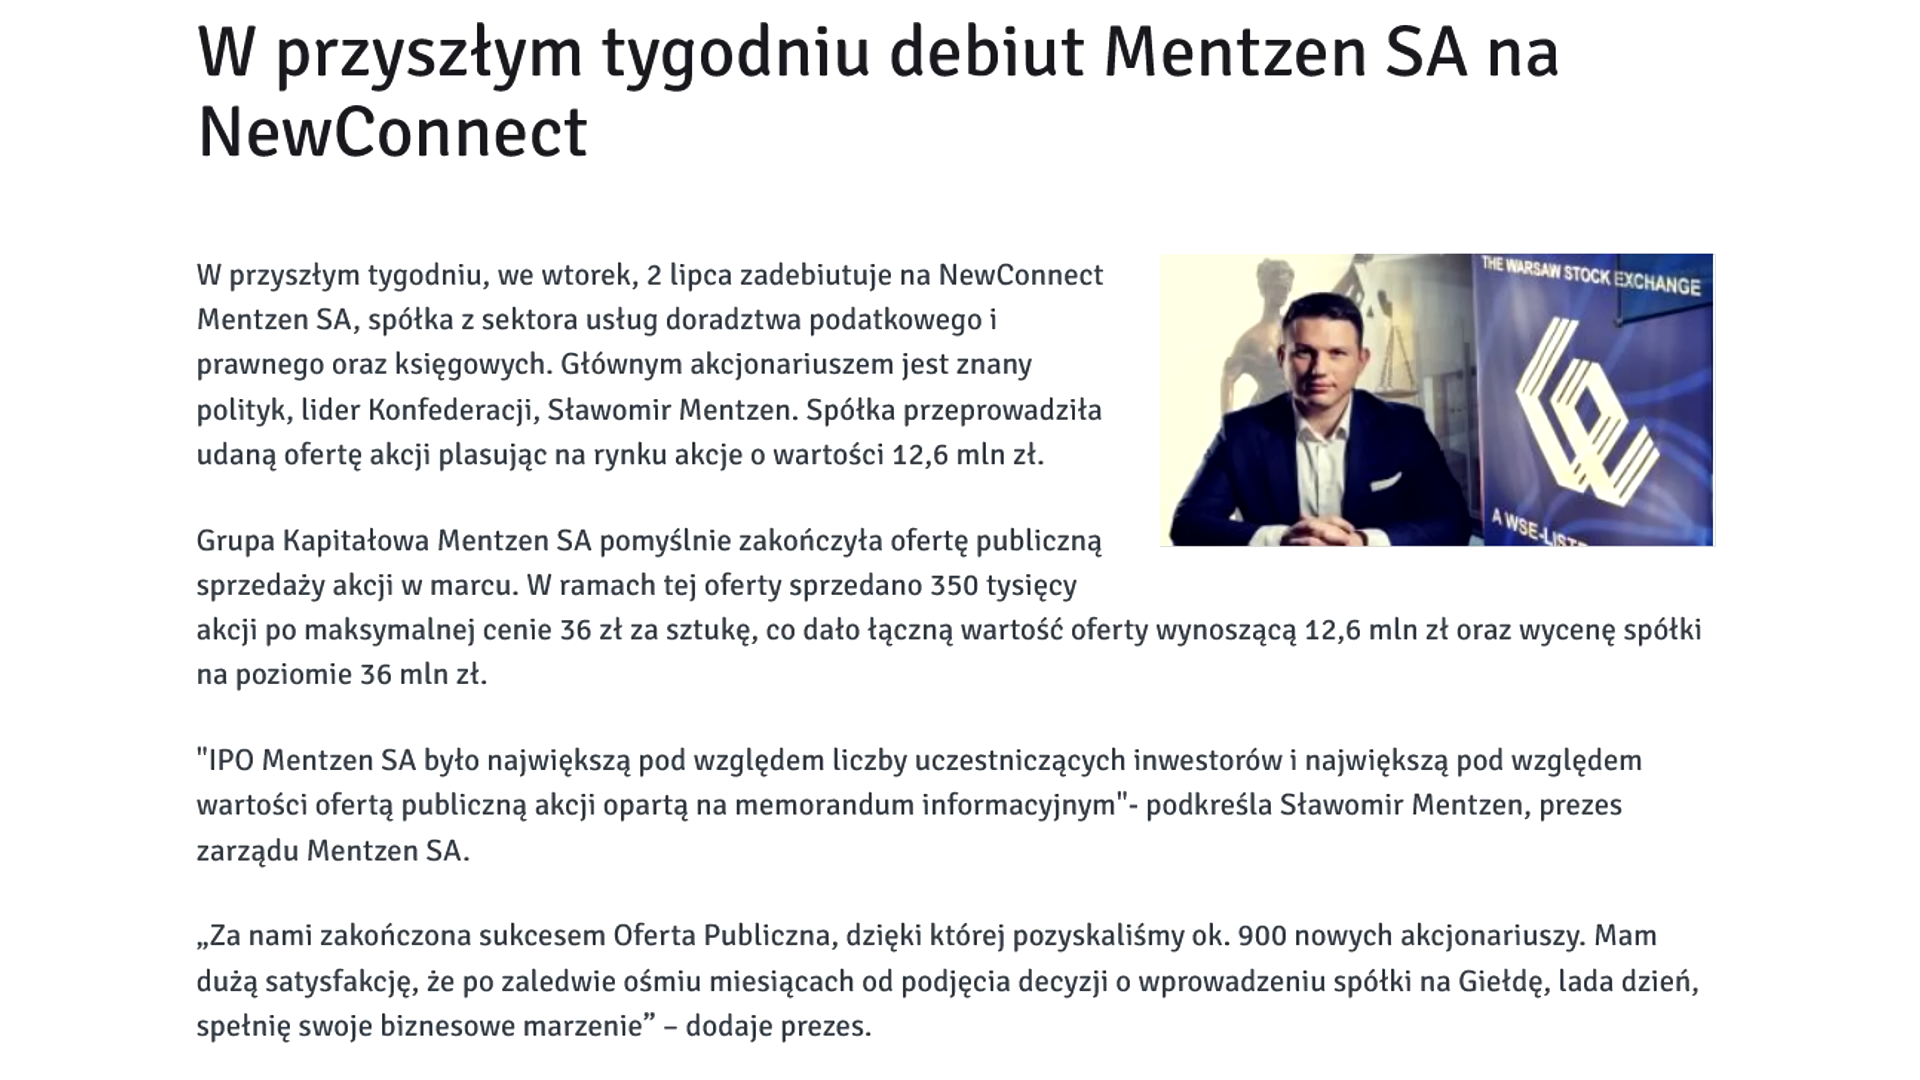 W przyszłym tygodniu debiut Mentzen SA na
NewConnect
W przyszłym tygodniu, we wtorek, 2 lipca zadebiutuje na NewConnect
Mentzen SA, spółka z sektora usług doradztwa podatkowego i
prawnego oraz księgowych. Głównym akcjonariuszem jest znany
polityk, lider Konfederacji, Sławomir Mentzen. Spółka przeprowadziła
udaną ofertę akcji plasując na rynku akcje o wartości 12,6 mln zł.
THE WARSAW STOCK EXCHANGE
A WSE-LISTE
Grupa Kapitałowa Mentzen SA pomyślnie zakończyła ofertę publiczną
sprzedaży akcji w marcu. W ramach tej oferty sprzedano 350 tysięcy
akcji po maksymalnej cenie 36 zł za sztukę, co dało łączną wartość oferty wynoszącą 12,6 mln zł oraz wycenę spółki
na poziomie 36 mln zł.
"IPO Mentzen SA było największą pod względem liczby uczestniczących inwestorów i największą pod względem
wartości ofertą publiczną akcji opartą na memorandum informacyjnym"- podkreśla Sławomir Mentzen, prezes
zarządu Mentzen SA.
„Za nami zakończona sukcesem Oferta Publiczna, dzięki której pozyskaliśmy ok. 900 nowych akcjonariuszy. Mam
dużą satysfakcję, że po zaledwie ośmiu miesiącach od podjęcia decyzji o wprowadzeniu spółki na Giełdę, lada dzień,
spełnię swoje biznesowe marzenie” – dodaje prezes.